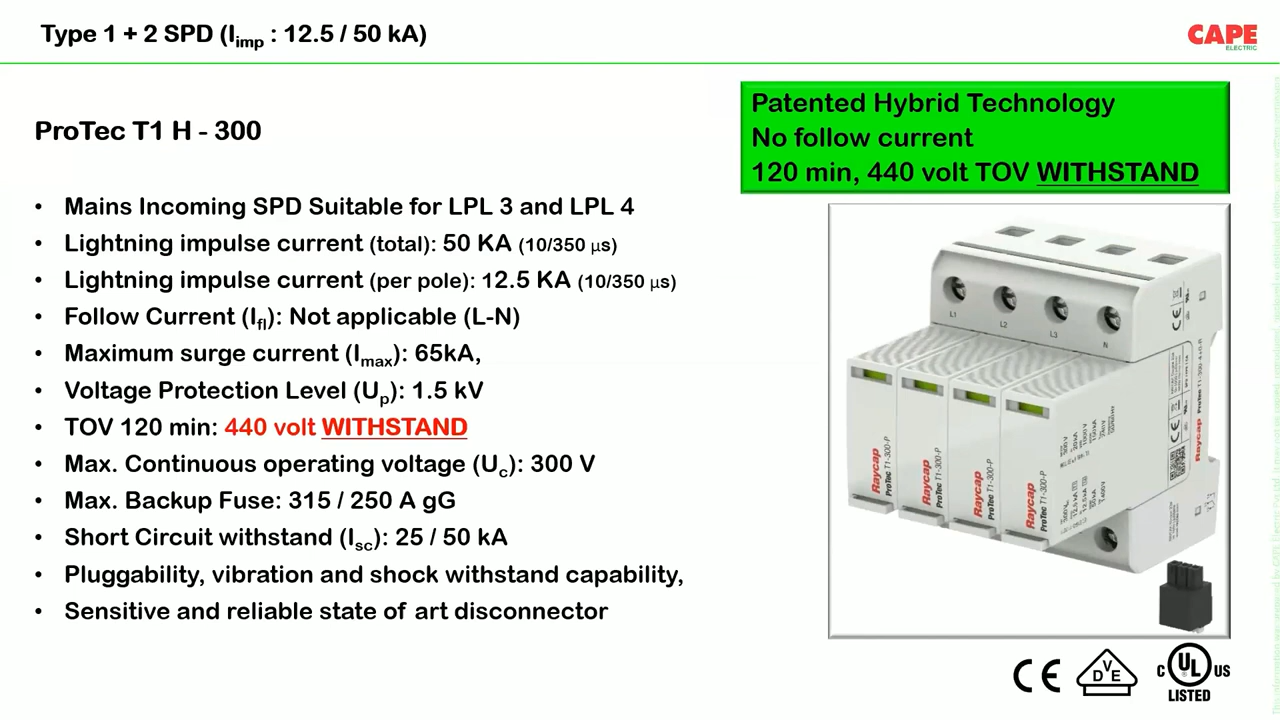 Type 1 + 2 SPD (Iimp : 12.5 / 50 kA)
CAPE
ELECTRIC
Patented Hybrid Technology
No follow current
120 min, 440 volt TOV WITHSTAND
ProTec T1 H - 300
• Mains Incoming SPD Suitable for LPL 3 and LPL 4
• Lightning impulse current (total): 50 KA (10/350 µs)
• Lightning impulse current (per pole): 12.5 KA (10/350 µs)
• Follow Current (Ifl): Not applicable (L-N)
• Maximum surge current (Imax): 65kA,
• Voltage Protection Level (Up): 1.5 kV
• TOV 120 min: 440 volt WITHSTAND
• Max. Continuous operating voltage (Uc): 300 V
• Max. Backup Fuse: 315 / 250 A gG
• Short Circuit withstand (Isc): 25 / 50 kA
• Pluggability, vibration and shock withstand capability,
• Sensitive and reliable state of art disconnector
L1
L2
L3
N
Raycap
ProTec T1-300-P
Raycap
ProTec T1-300-P
Raycap
ProTec T1-300-P
Raycap
ProTec T1-300-P
Raycap
CE
VDE
C UL US
LISTED